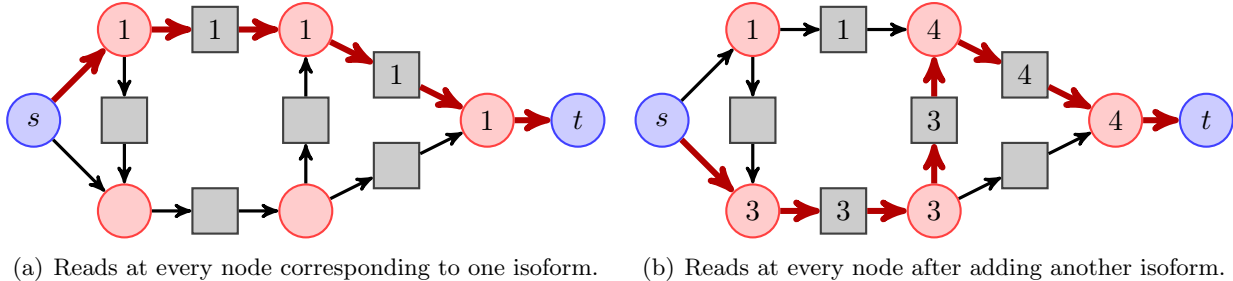 1 1 1
1
s 1 t
1 1 4
4
s 3 4 t
3 3 3
(a) Reads at every node corresponding to one isoform.
(b) Reads at every node after adding another isoform.